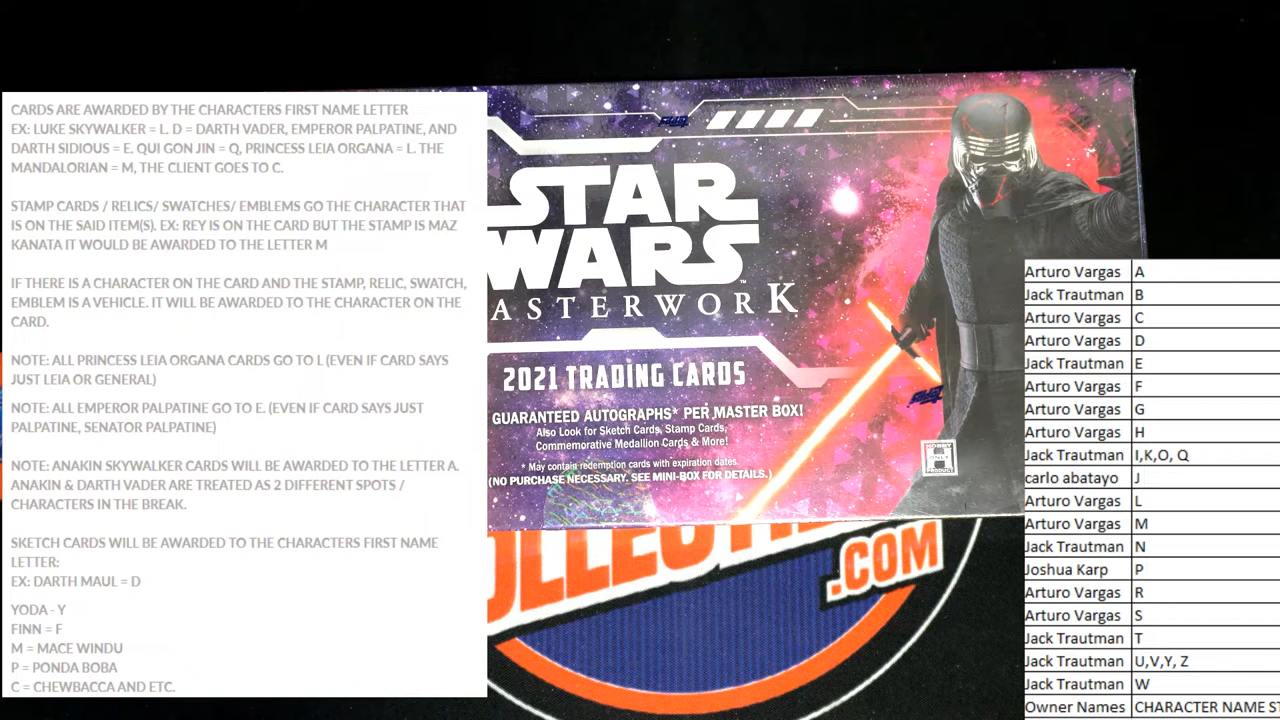 CARDS ARE AWARDED BY THE CHARACTERS FIRST NAME LETTER
EX: LUKE SKYWALKER = L. D = DARTH VADER, EMPEROR PALPATINE, AND
DARTH SIDIOUS = E. QUI GON JIN = Q, PRINCESS LEIA ORGANA = L. THE
MANDALORIAN = M, THE CLIENT GOES TO C.
STAMP CARDS / RELICS/ SWATCHES/ EMBLEMS GO THE CHARACTER THAT
IS ON THE SAID ITEM(S). EX: REY IS ON THE CARD BUT THE STAMP IS MAZ
KANATA IT WOULD BE AWARDED TO THE LETTER M
IF THERE IS A CHARACTER ON THE CARD AND THE STAMP, RELIC, SWATCH,
EMBLEM IS A VEHICLE. IT WILL BE AWARDED TO THE CHARACTER ON THE
CARD.
NOTE: ALL PRINCESS LEIA ORGANA CARDS GO TO L (EVEN IF CARD SAYS
JUST LEIA OR GENERAL)
NOTE: ALL EMPEROR PALPATINE GO TO E. (EVEN IF CARD SAYS JUST
PALPATINE, SENATOR PALPATINE)
NOTE: ANAKIN SKYWALKER CARDS WILL BE AWARDED TO THE LETTER A.
ANIKIN DARTH VADER ARE TREATED AS 2 DIFFERENT SPOTS /
CHARACTERS IN THE BREAK.
SKETCH CARDS WILL BE AWARDED TO THE CHARACTERS FIRST NAME
LETTER:
EX: DARTH MAUL = D
YODA - Y
FINN = F
M = MACE WINDU
P = PONDA BOBA
C = CHEWBACCA AND ETC.
STAR
WARS
ASTERWORK
2021 TRADING CARDS
GUARANTEED AUTOGRAPHS* PER MASTER BOX!
Also Look for Sketch Cards, Stamp Cards,
Commemorative Medallion Cards & More!
* May contain redemption cards with expiration dates.
(NO PURCHASE NECESSARY. SEE MINI-BOX FOR DETAILS.)
HOBBY
ONLY
PRODUCT
.COM
Arturo Vargas A
Jack Trautman B
Arturo Vargas C
Arturo Vargas D
Jack Trautman E
Arturo Vargas F
Arturo Vargas G
Arturo Vargas H
Jack Trautman I,K,O, Q
carlo abatayo J
Arturo Vargas L
Arturo Vargas M
Jack Trautman N
Joshua Karp P
Arturo Vargas R
Arturo Vargas S
Jack Trautman T
Jack Trautman U,V,Y, Z
Jack Trautman W
Owner Names CHARACTER NAME ST